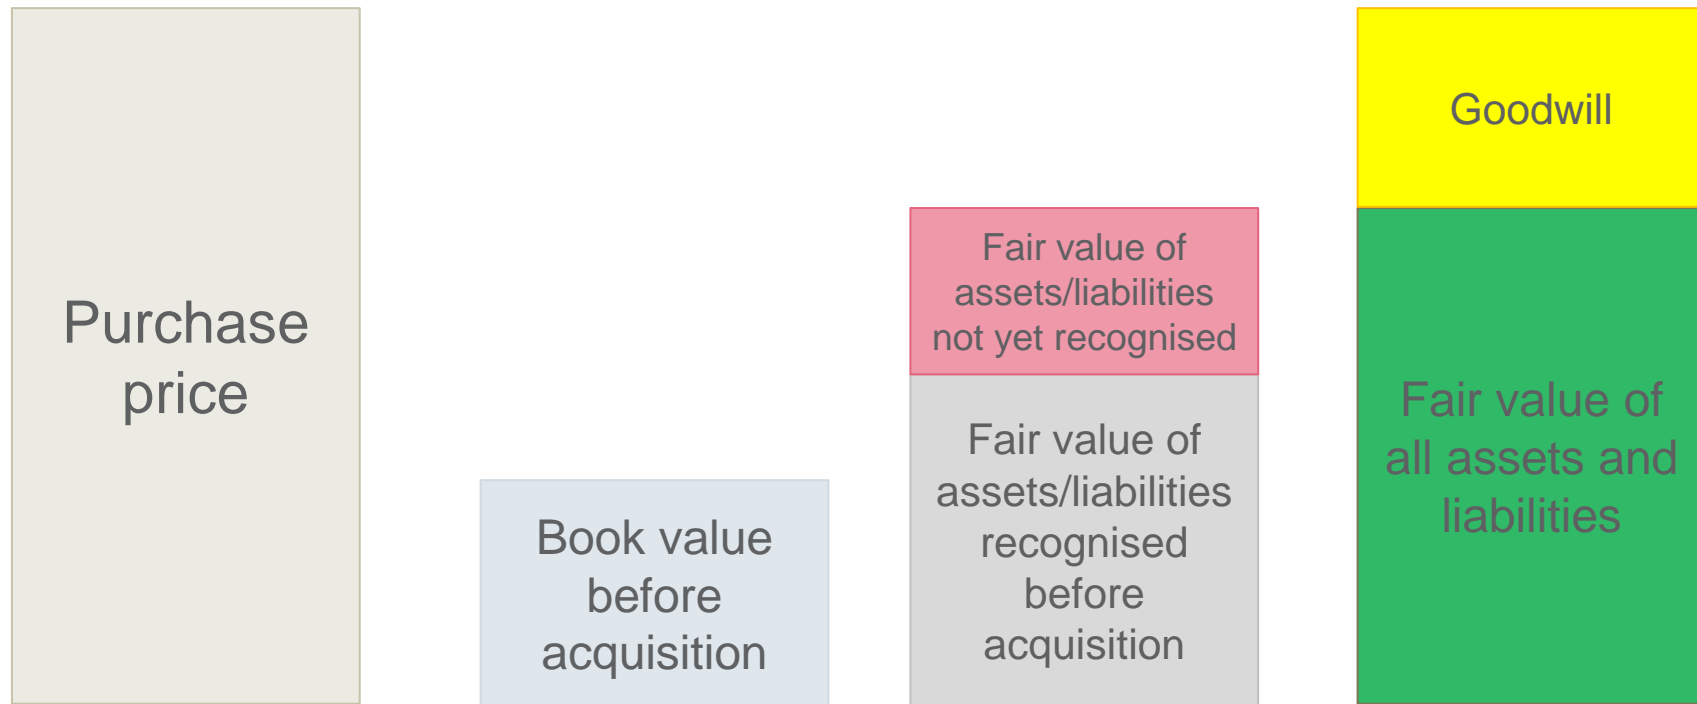 Purchase
price
Book value
before
acquisition
Fair value of
assets/liabilities
not yet recognised
Fair value of
assets/liabilities
recognised
before
acquisition
Goodwill
Fair value of
all assets and
liabilities